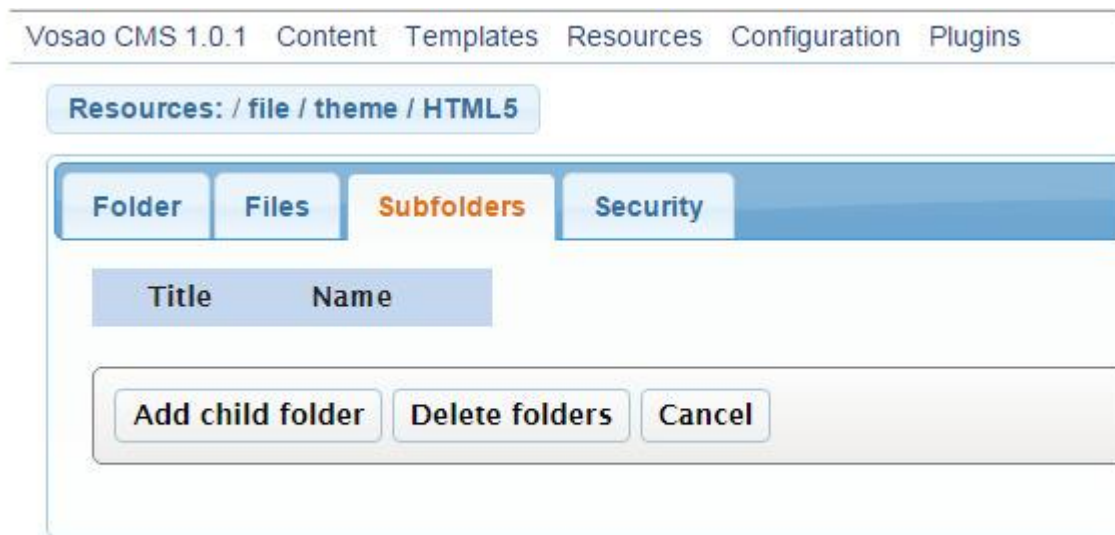 Vosao CMS 1.0.1 Content Templates Resources Configuration Plugins
Resources: / file / theme / HTML5
Folder Files Subfolders Security
Title Name
Add child folder Delete folders Cancel